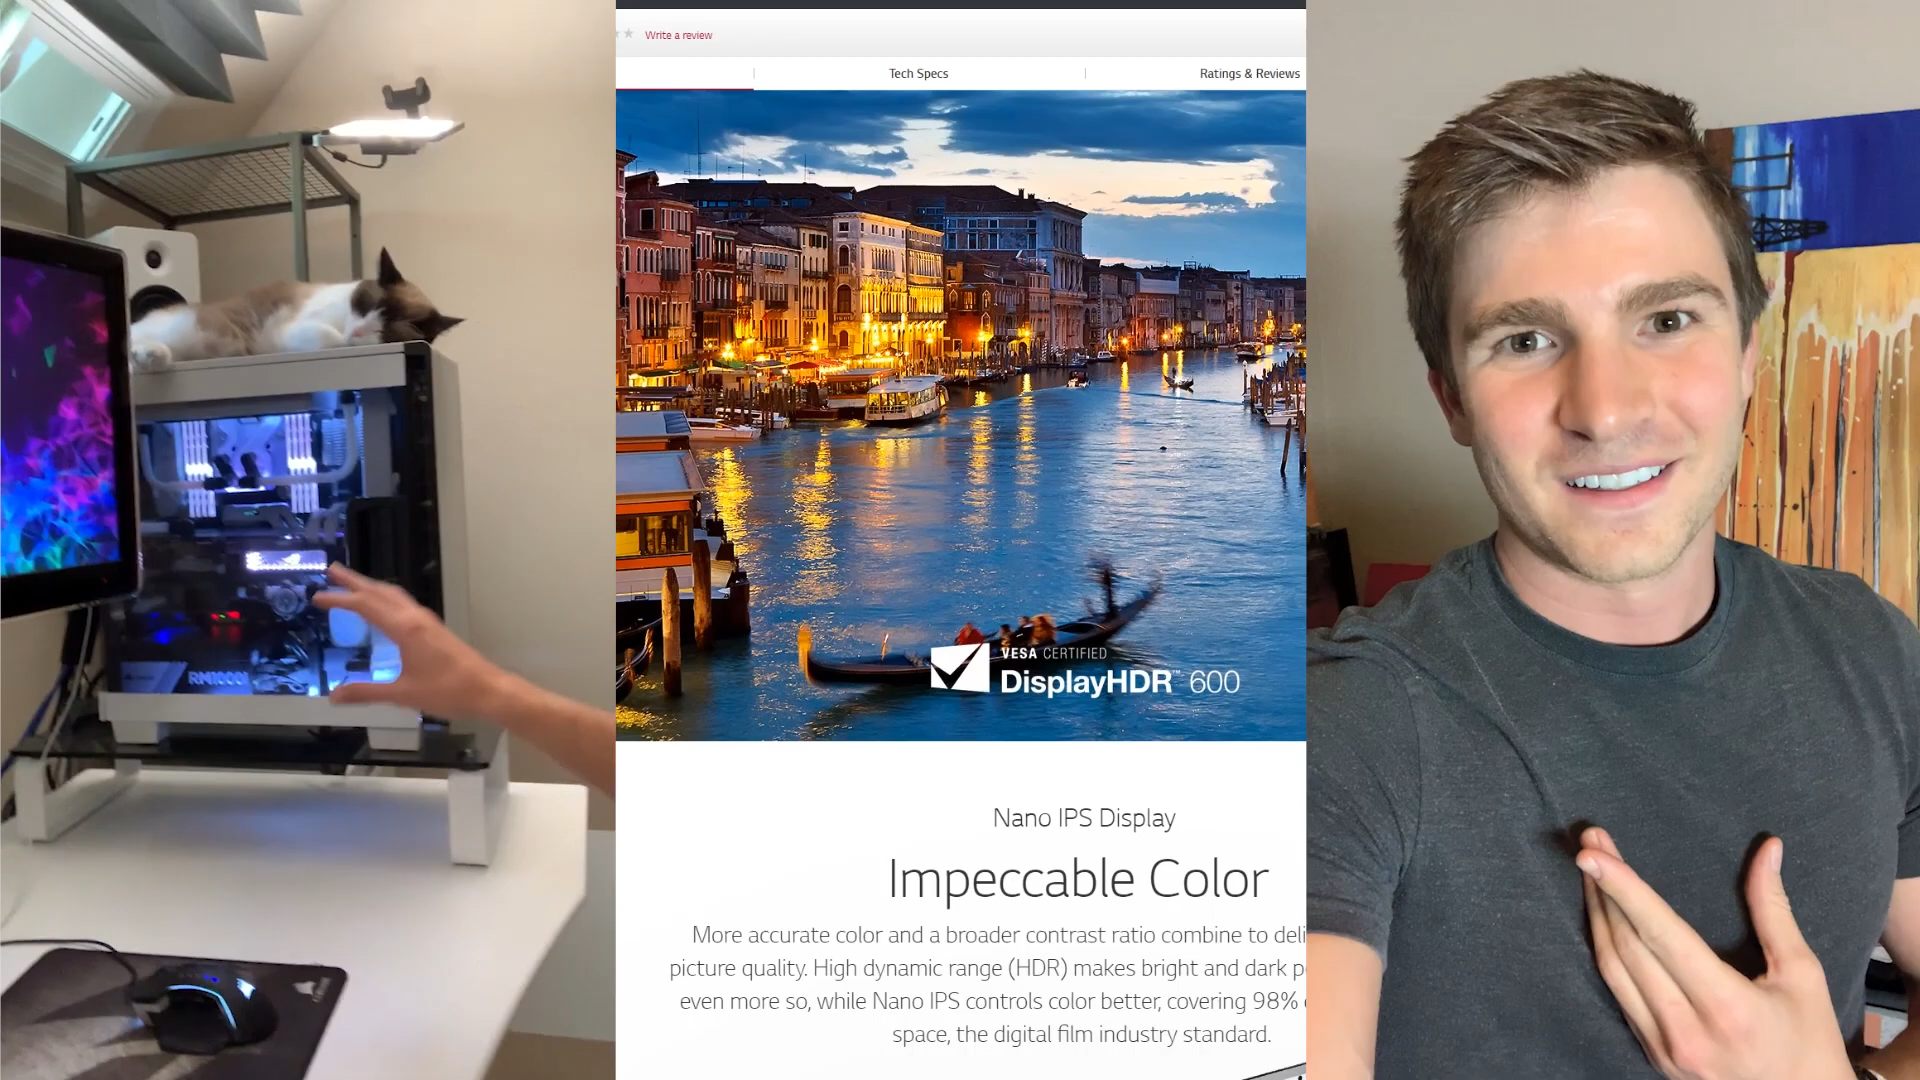 RM1000i
Write a review
Tech Specs
Ratings & Reviews
VESA CERTIFIED
DisplayHDR™ 600
Nano IPS Display
Impeccable Color
More accurate color and a broader contrast ratio combine to deli
picture quality. High dynamic range (HDR) makes bright and dark p
even more so, while Nano IPS controls color better, covering 98%
space, the digital film industry standard.